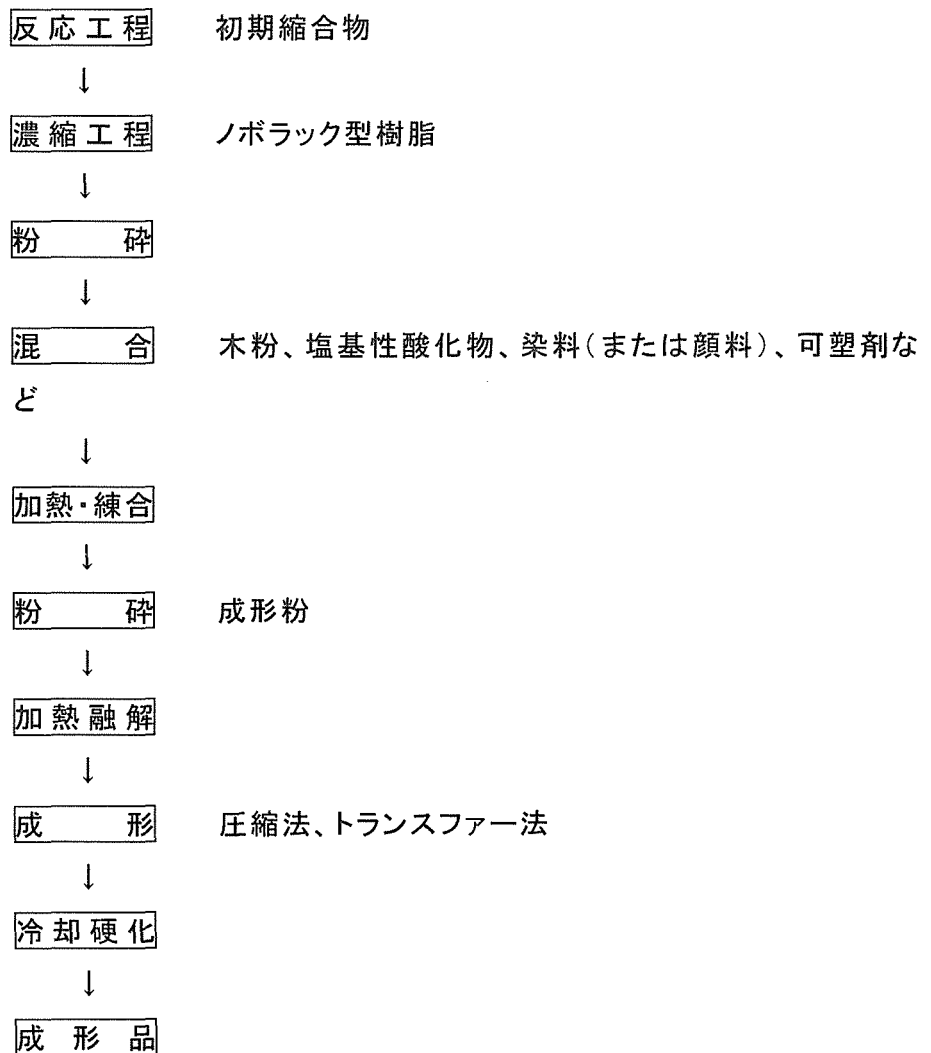 反応工程 初期縮合物
↓
濃縮工程 ノボラック型樹脂
↓
粉砕
↓
混合 木粉、塩基性酸化物、染料(または顔料)、可塑剤な
ど
↓
加熱・練合
↓
粉砕 成形粉
↓
加熱融解
↓
成形 圧縮法、トランスファー法
↓
冷却硬化
↓
成形品